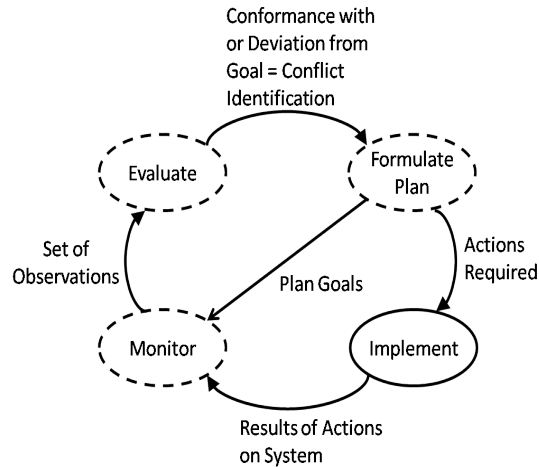 Conformance with
or Deviation from
Goal = Conflict
Identification
Evaluate
Formulate
Plan
Set of
Observations
Actions
Required
Plan Goals
Monitor
Implement
Results of Actions
on System